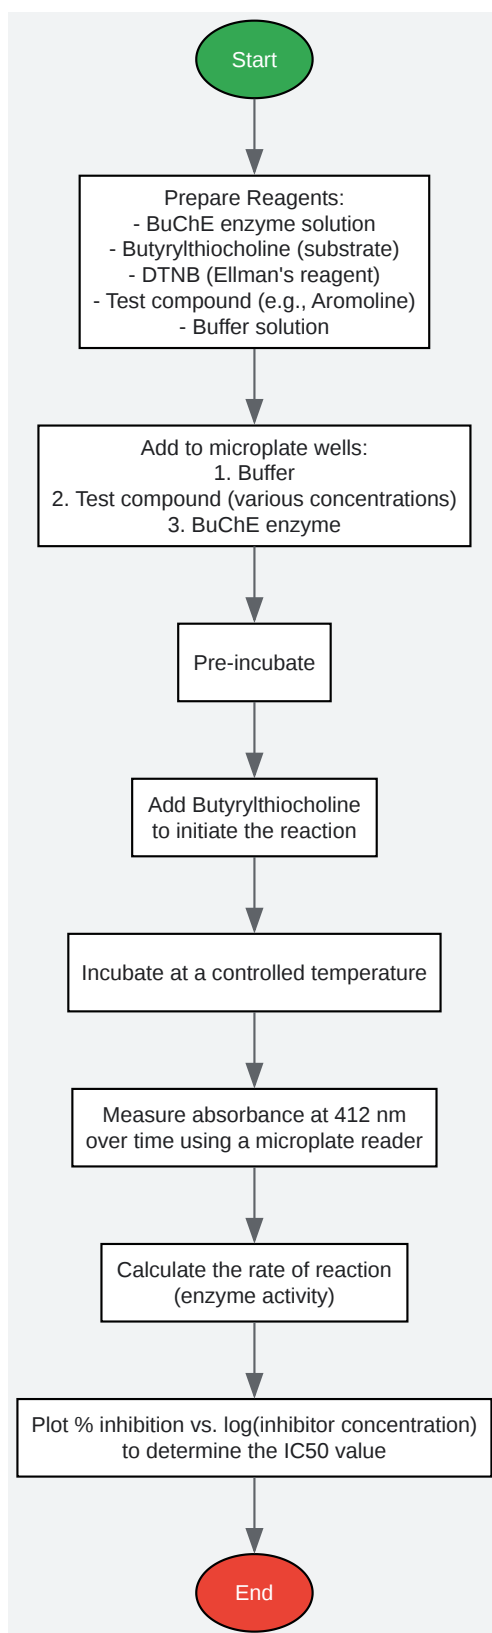 Start
Prepare Reagents:
- BuChE enzyme solution
- Butyrylthiocholine (substrate)
- DTNB (Ellman's reagent)
- Test compound (e.g., Aromoline)
- Buffer solution
Add to microplate wells:
1. Buffer
2. Test compound (various concentrations)
3. BuChE enzyme
Pre-incubate
Add Butyrylthiocholine
to initiate the reaction
Incubate at a controlled temperature
Measure absorbance at 412 nm
over time using a microplate reader
Calculate the rate of reaction
(enzyme activity)
Plot % inhibition vs. log(inhibitor concentration)
to determine the IC50 value
End